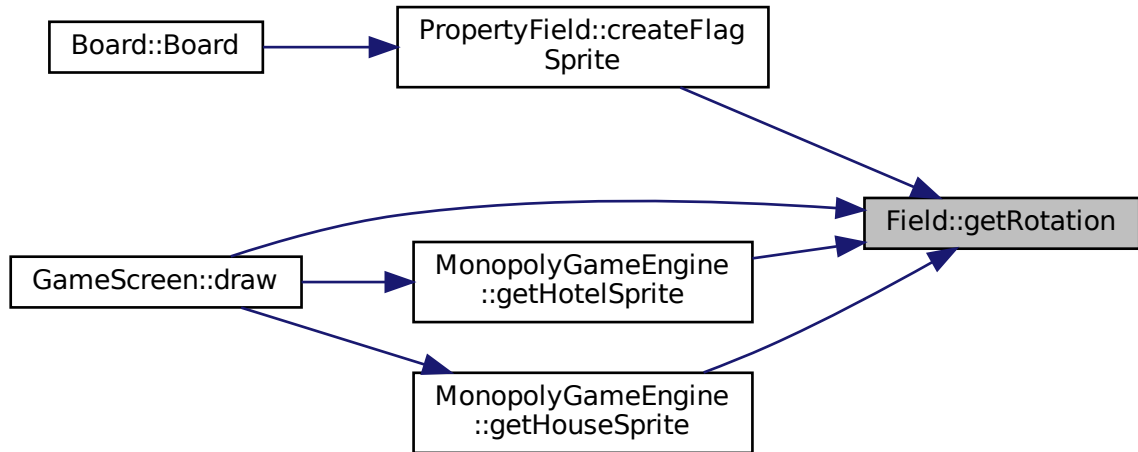 Board::Board
PropertyField::createFlag
Sprite
Field::getRotation
GameScreen::draw
MonopolyGameEngine
::getHotelSprite
MonopolyGameEngine
::getHouseSprite